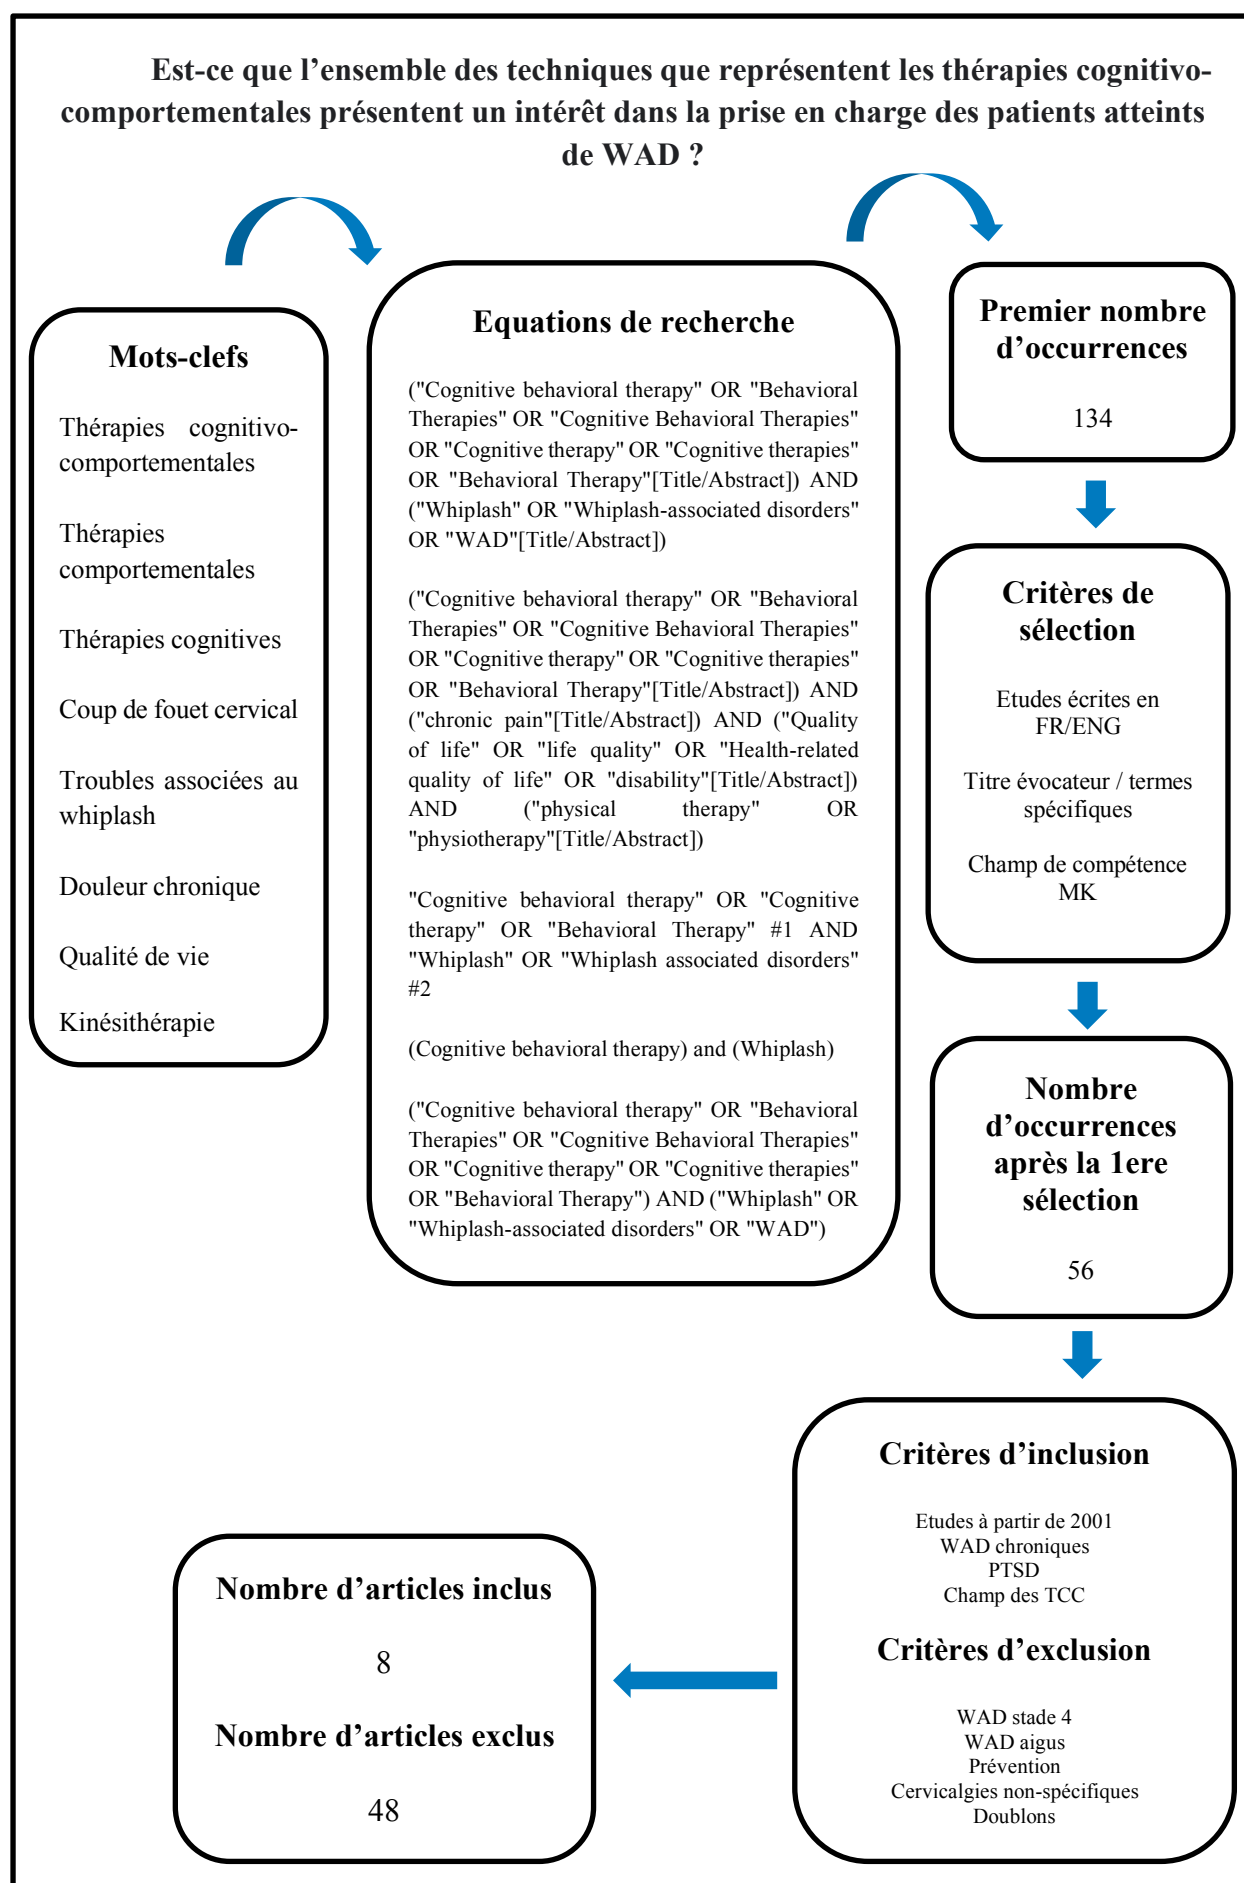 Est-ce que l’ensemble des techniques que représentent les thérapies cognitivo-
comportementales présentent un intérêt dans la prise en charge des patients atteints
de WAD ?
Mots-clefs
Thérapies cognitivo-
comportementales
Thérapies
comportementales
Thérapies cognitives
Coup de fouet cervical
Troubles associées au
whiplash
Douleur chronique
Qualité de vie
Kinésithérapie
Equations de recherche
("Cognitive behavioral therapy" OR "Behavioral
Therapies" OR "Cognitive Behavioral Therapies"
OR "Cognitive therapy" OR "Cognitive therapies"
OR "Behavioral Therapy"[Title/Abstract]) AND
("Whiplash" OR "Whiplash-associated disorders"
OR "WAD"[Title/Abstract])
("Cognitive behavioral therapy" OR "Behavioral
Therapies" OR "Cognitive Behavioral Therapies"
OR "Cognitive therapy" OR "Cognitive therapies"
OR "Behavioral Therapy"[Title/Abstract]) AND
("chronic pain"[Title/Abstract]) AND ("Quality
of life" OR "life quality" OR "Health-related
quality of life" OR "disability"[Title/Abstract])
AND ("physical therapy" OR
"physiotherapy"[Title/Abstract])
"Cognitive behavioral therapy" OR "Cognitive
therapy" OR "Behavioral Therapy" #1 AND
"Whiplash" OR "Whiplash associated disorders"
#2
(Cognitive behavioral therapy) and (Whiplash)
("Cognitive behavioral therapy" OR "Behavioral
Therapies" OR "Cognitive Behavioral Therapies"
OR "Cognitive therapy" OR "Cognitive therapies"
OR "Behavioral Therapy") AND ("Whiplash" OR
"Whiplash-associated disorders" OR "WAD")
Premier nombre
d’occurrences
134
Critères de
sélection
Etudes écrites en
FR/ENG
Titre évocateur / termes
spécifiques
Champ de compétence
MK
Nombre
d’occurrences
après la 1ere
sélection
56
Critères d’inclusion
Etudes à partir de 2001
WAD chroniques
PTSD
Champ des TCC
Critères d’exclusion
WAD stade 4
WAD aigus
Prévention
Cervicalgies non-spécifiques
Doublons
Nombre d’articles inclus
8
Nombre d’articles exclus
48